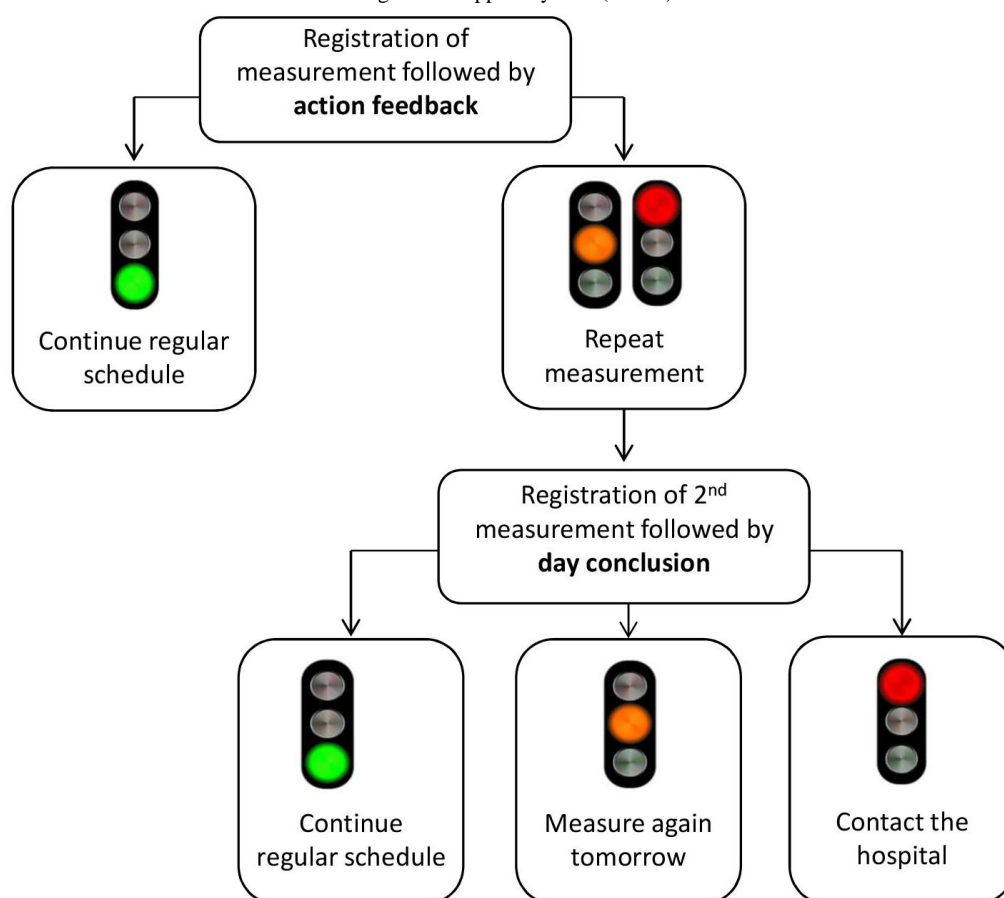 Registration of
measurement followed by
action feedback
Continue regular
schedule
Repeat
measurement
Registration of 2nd
measurement followed by
day conclusion
Continue
regular schedule
Measure again
tomorrow
Contact the
hospital